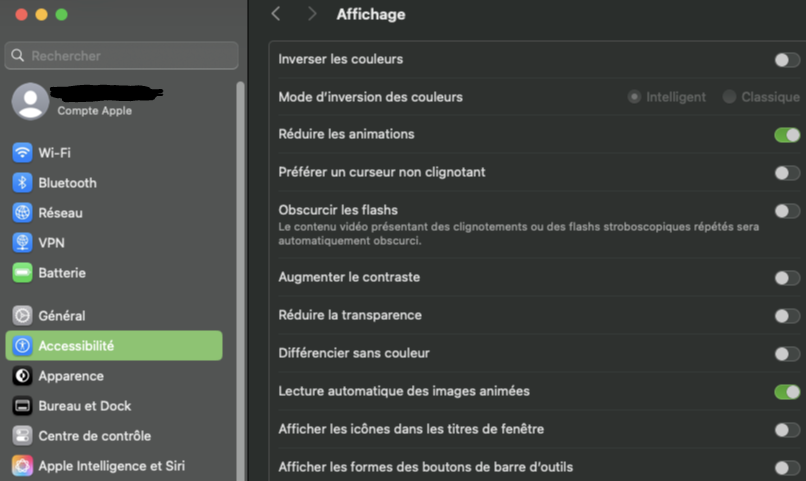 Affichage
Rechercher
Compte Apple
Wi-Fi
Bluetooth
Réseau
VPN
Batterie
Général
Accessibilité
Apparence
Bureau et Dock
Centre de contrôle
Apple Intelligence et Siri
Inverser les couleurs
Mode d'inversion des couleurs
Intelligent
Classique
Réduire les animations
Préférer un curseur non clignotant
Obscurcir les flashs
Le contenu vidéo présentant des clignotements ou des flashs stroboscopiques répétés sera
automatiquement obscurci.
Augmenter le contraste
Réduire la transparence
Différencier sans couleur
Lecture automatique des images animées
Afficher les icônes dans les titres de fenêtre
Afficher les formes des boutons de barre d'outils